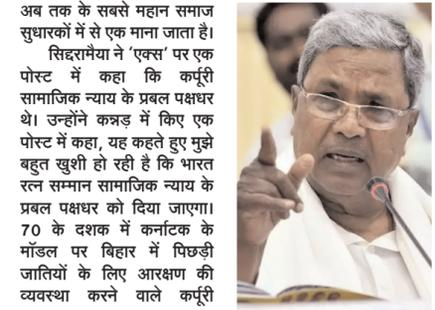 अब तक के सबसे महान समाज
सुधारकों में से एक माना जाता है।
सिद्दरामैया ने ‘एक्स’ पर एक
पोस्ट में कहा कि कर्पूरी
सामाजिक न्याय के प्रबल पक्षधर
थे। उन्होंने कन्नड़ में किए एक
पोस्ट में कहा, यह कहते हुए मुझे
बहुत खुशी हो रही है कि भारत
रत्न सम्मान सामाजिक न्याय के
प्रबल पक्षधर को दिया जाएगा।
70 के दशक में कर्नाटक के
मॉडल पर बिहार में पिछड़ी
जातियों के लिए आरक्षण की
व्यवस्था करने वाले कर्पूरी